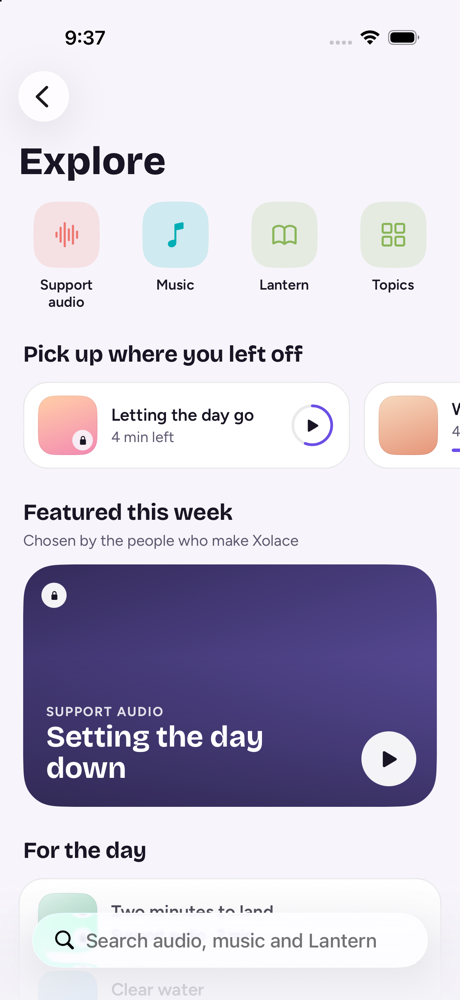 9:37
Explore
Support
audio
Music
Lantern
Topics
Pick up where you left off
Letting the day go
4 min left
W
4
Featured this week
Chosen by the people who make Xolace
SUPPORT AUDIO
Setting the day
down
For the day
Two minutes to land
Search audio, music and Lantern
Clear water